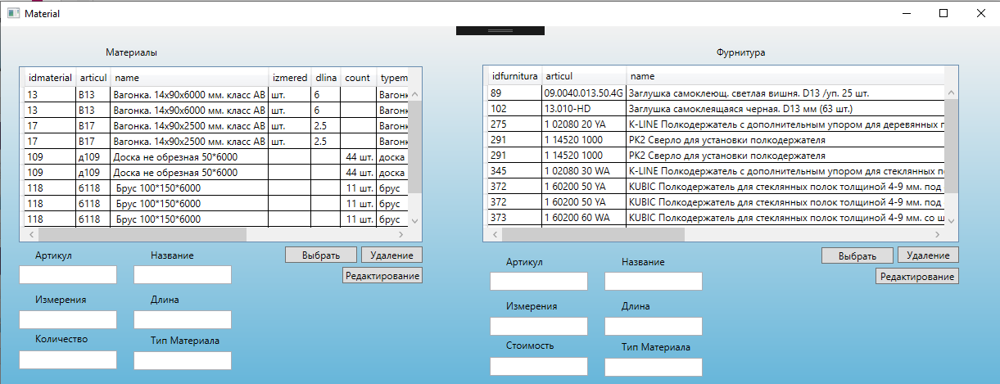 Material
Материалы
idmaterial articul name izmered dlina count typem
13 В13 Вагонка. 14x90x6000 мм. класс АВ шт. 6 Вагонк
13 В13 Вагонка. 14x90x6000 мм. класс АВ шт. 6 Вагонк
17 В17 Вагонка. 14x90x2500 мм. класс АВ шт. 2.5 Вагонк
17 В17 Вагонка. 14x90x2500 мм. класс АВ шт. 2.5 Вагонк
109 д109 Доска не обрезная 50*6000 44 шт. доска
109 д109 Доска не обрезная 50*6000 44 шт. доска
118 б118 Брус 100*150*6000 11 шт. брус
118 б118 Брус 100*150*6000 11 шт. брус
118 б118 Брус 100*150*6000 11 шт. брус
Выбрать Удаление
Редактирование
Артикул Название
Измерения Длина
Количество Тип Материала
Фурнитура
idfurnitura articul name
89 09.0040.013.50.4G Заглушка самоклеющ. светлая вишня. D13 /уп. 25 шт.
102 13.010-HD Заглушка самоклеящаяся черная. D13 мм (63 шт.)
275 1 02080 20 YA K-LINE Полкодержатель с дополнительным упором для деревянных п
291 1 14520 1000 РК2 Сверло для установки полкодержателя
291 1 14520 1000 РК2 Сверло для установки полкодержателя
345 1 02080 30 WA K-LINE Полкодержатель с дополнительным упором для стеклянных по
372 1 60200 50 YA KUBIC Полкодержатель для стеклянных полок толщиной 4-9 мм. под
372 1 60200 50 YA KUBIC Полкодержатель для стеклянных полок толщиной 4-9 мм. под
373 1 60200 60 WA KUBIC Полкодержатель для стеклянных полок толщиной 4-9 мм. со ш
Выбрать Удаление
Редактирование
Артикул Название
Измерения Длина
Стоимость Тип Материала